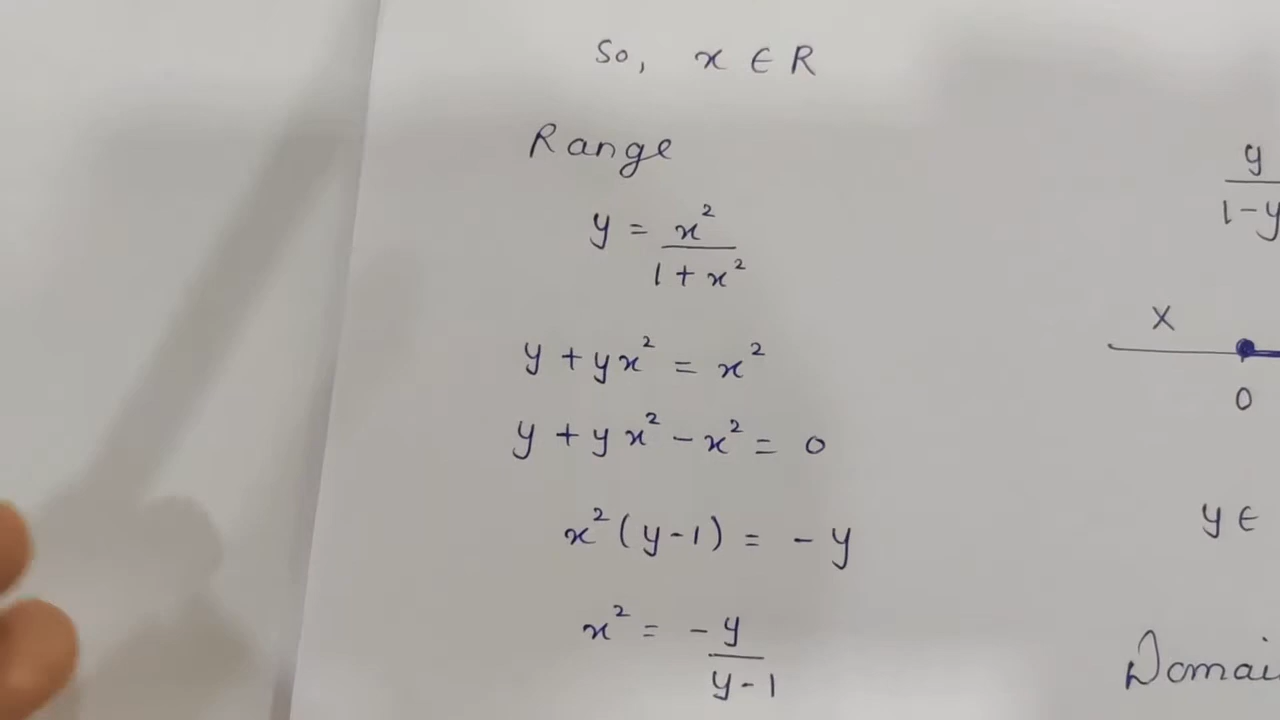 So, x ∈ R
Range
y = x² / 1 + x²
y + yx² = x²
y + yx² - x² = 0
x² (y - 1) = - y
x² = - y / y - 1
y / 1 - y
X
0
y ∈